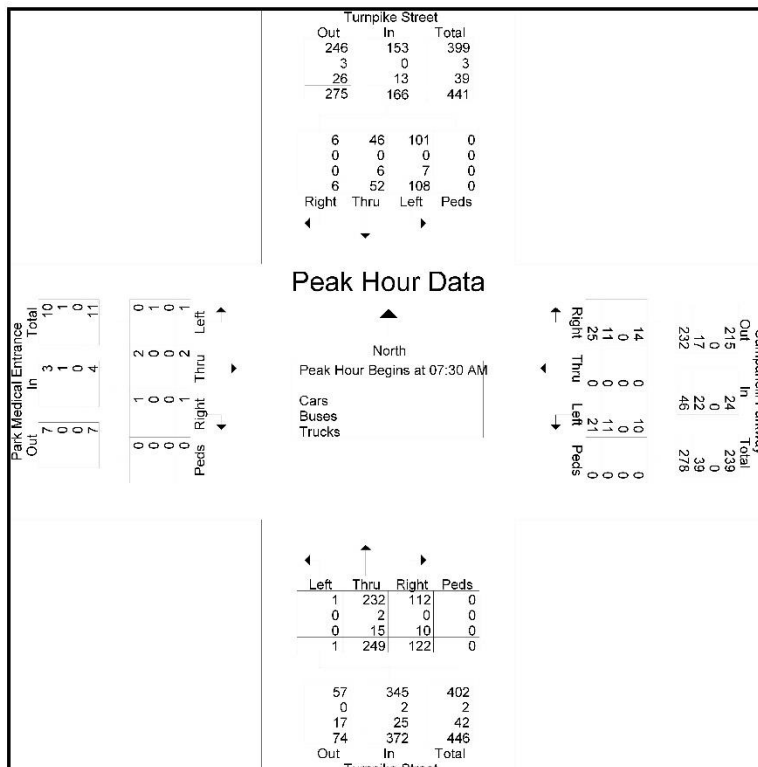 Turnpike Street
Out In Total
246 153 399
3 0 3
26 13 39
275 166 441
6 46 101 0
0 0 0 0
0 6 7 0
6 52 108 0
Right Thru Left Peds
Park Medical Entrance
Out In Total
7 3 10
0 1 1
0 0 0
7 4 11
0 1 2 0
0 0 0 1
0 0 0 0
0 1 2 1
Peds Right Thru Left
Peak Hour Data
North
Peak Hour Begins at 07:30 AM
Cars
Buses
Trucks
Out In Total
215 24 239
0 0 0
17 22 39
232 46 278
14 0 10 0
0 0 0 0
11 0 11 0
25 0 21 0
Right Thru Left Peds
Left Thru Right Peds
1 232 112 0
0 2 0 0
0 15 10 0
1 249 122 0
57 345 402
0 2 2
17 25 42
74 372 446
Out In Total
Turnpike Street